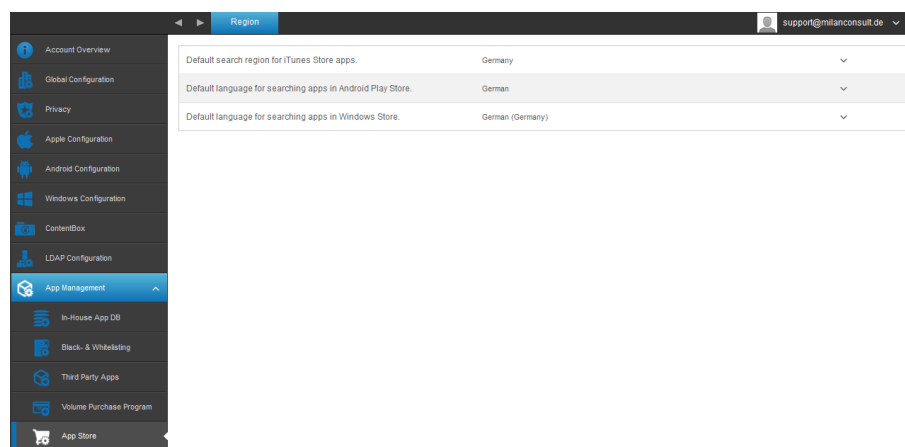 Region
support@milanconsult.de
Account Overview
Global Configuration
Privacy
Apple Configuration
Android Configuration
Windows Configuration
ContentBox
LDAP Configuration
App Management
In-House App DB
Black- & Whitelisting
Third Party Apps
Volume Purchase Program
App Store
Default search region for iTunes Store apps. Germany
Default language for searching apps in Android Play Store. German
Default language for searching apps in Windows Store. German (Germany)